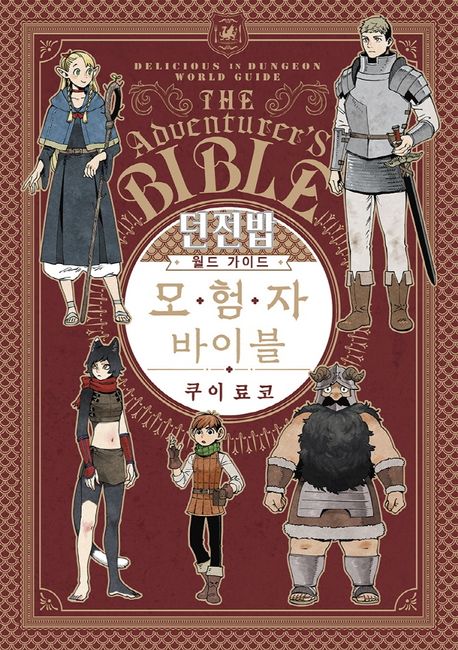 DELICIOUS IN DUNGEON
WORLD GUIDE
THE
Adventurer's
BIBLE
던전밥
월드 가이드
모험자
바이블
쿠이 료코